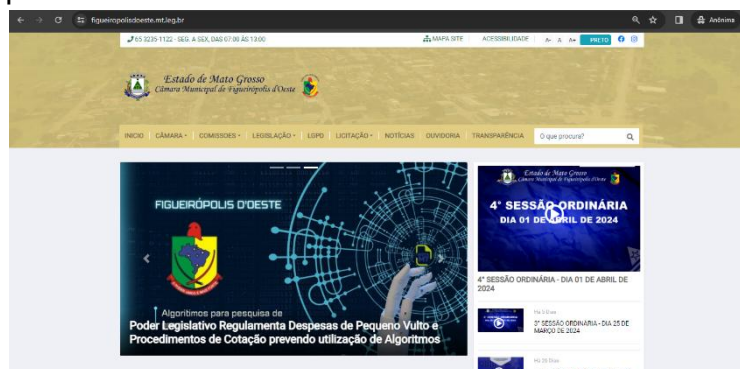 figueiropolisdoeste.mt.leg.br
Anônima
65 3235-1122 - SEG. A SEX, DAS 07:00 ÀS 13:00
MAPA SITE
ACESSIBILIDADE
A- A A+
PRETO
Estado de Mato Grosso
Câmara Municipal de Figueirópolis d'Oeste
INICIO
CÂMARA
COMISSÕES
LEGISLAÇÃO
LGPD
LICITAÇÃO
NOTÍCIAS
OUVIDORIA
TRANSPARÊNCIA
O que procura?
FIGUEIRÓPOLIS D'OESTE
Algoritimos para pesquisa de
Poder Legislativo Regulamenta Despesas de Pequeno Vulto e
Procedimentos de Cotação prevendo utilização de Algoritmos
Estado de Mato Grosso
Câmara Municipal de Figueirópolis d'Oeste
4ª SESSÃO ORDINÁRIA
DIA 01 DE ABRIL DE 2024
4ª SESSÃO ORDINÁRIA - DIA 01 DE ABRIL DE
2024
3ª SESSÃO ORDINÁRIA - DIA 25 DE
MARÇO DE 2024